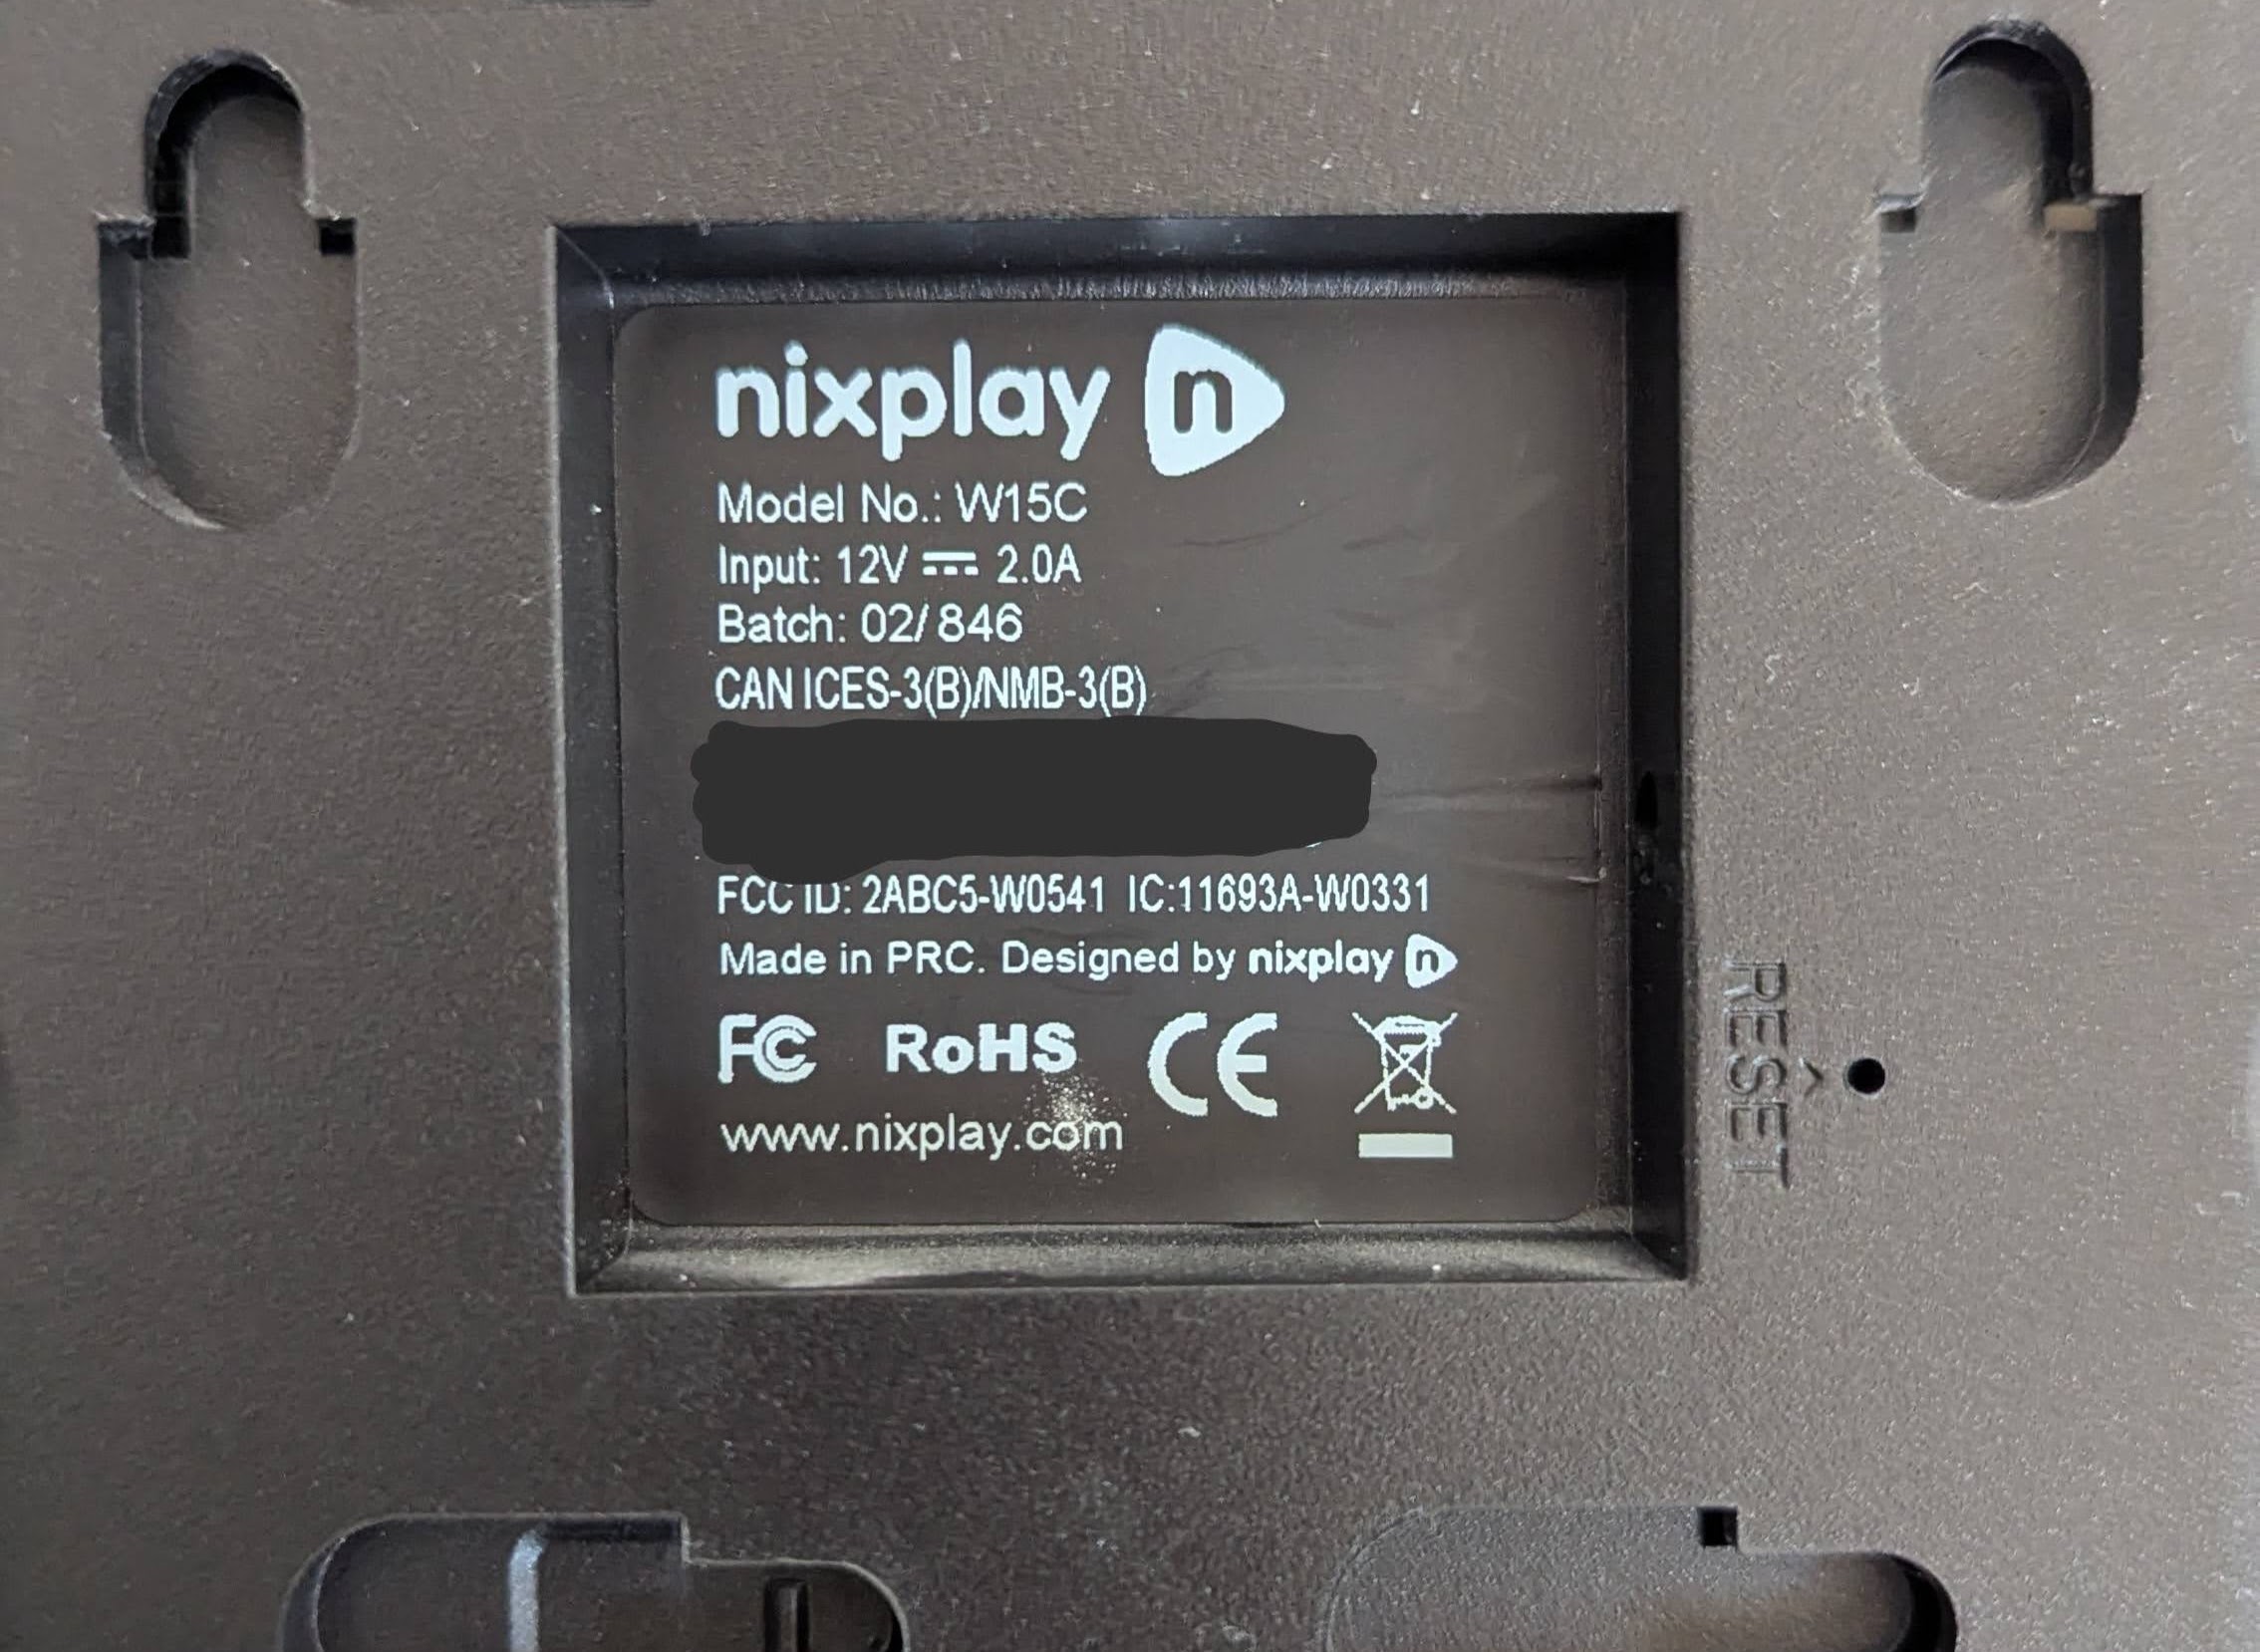 nixplay n
Model No.: W15C
Input: 12V ⎓ 2.0A
Batch: 02/ 846
CAN ICES-3(B)/NMB-3(B)
FCC ID: 2ABC5-W0541 IC:11693A-W0331
Made in PRC. Designed by nixplay n
FC RoHS CE
www.nixplay.com
RESET